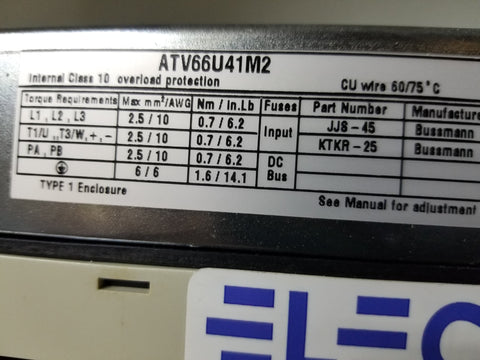 ATV66U41M2
Internal Class 10 overload protection CU wire 60/75°C
Torque Requirements Max mm²/AWG Nm / In.Lb Fuses Part Number Manufacture
L1, L2, L3 2.5 / 10 0.7 / 6.2 Input JJS-45 Bussmann
T1/U, T3/W, +, - 2.5 / 10 0.7 / 6.2 KTKR-25 Bussmann
PA, PB 2.5 / 10 0.7 / 6.2 DC Bus
6 / 6 1.6 / 14.1
TYPE 1 Enclosure See Manual for adjustment
ELEC